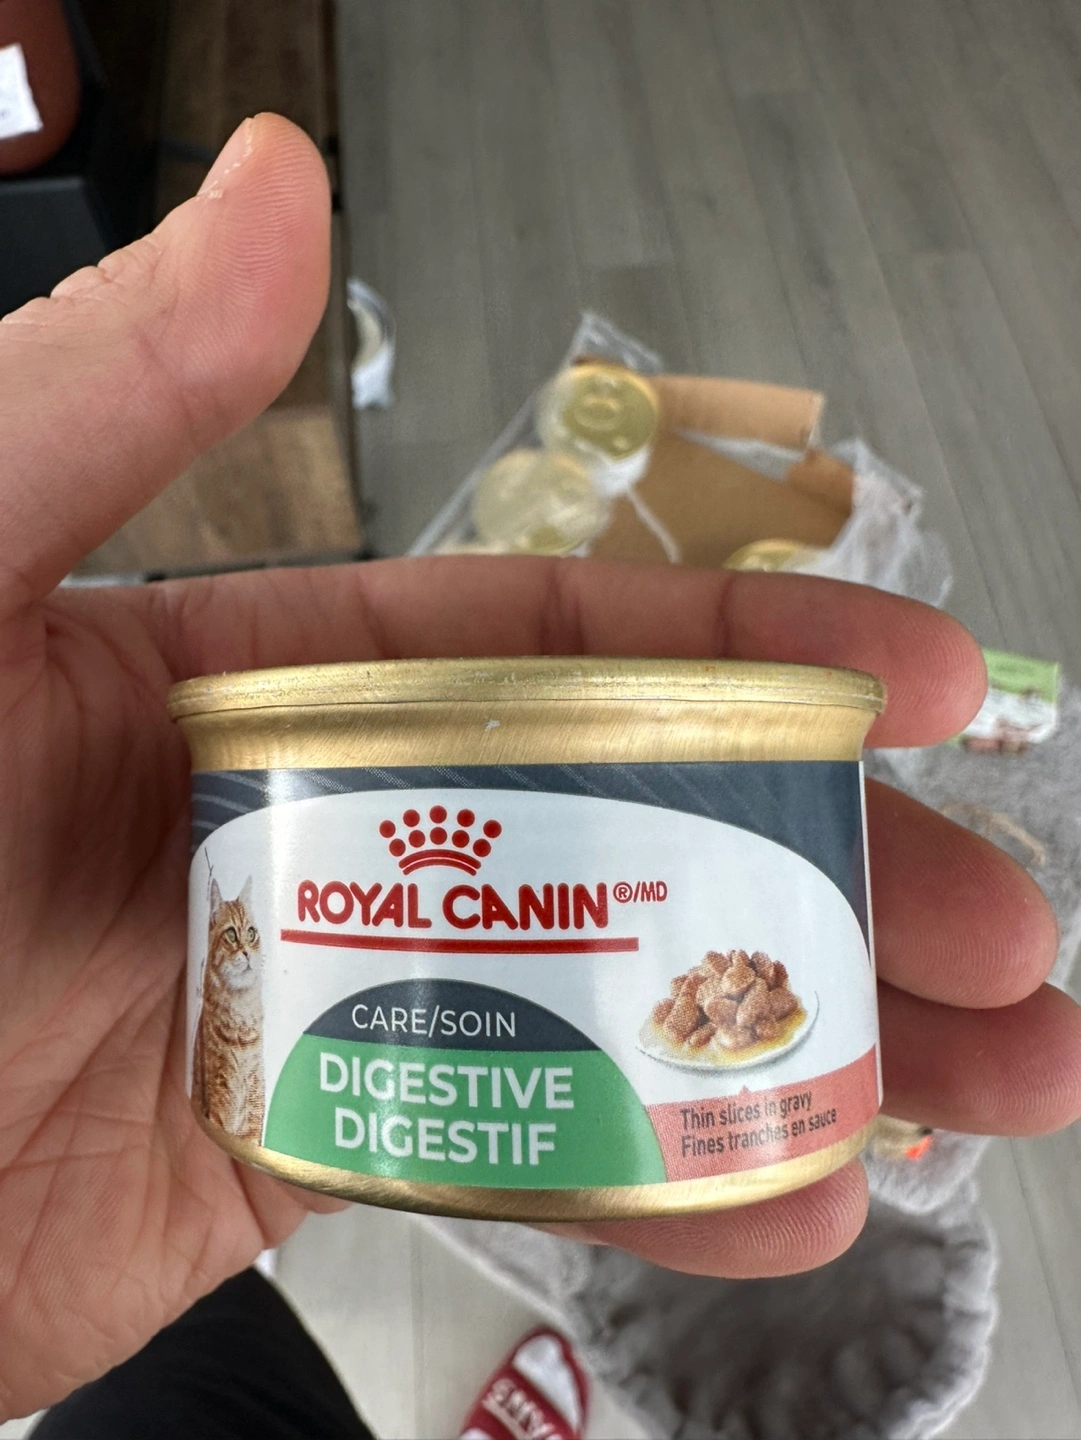 ROYAL CANIN®/MD
CARE/SOIN
DIGESTIVE
DIGESTIF
Thin slices in gravy
Fines tranches en sauce